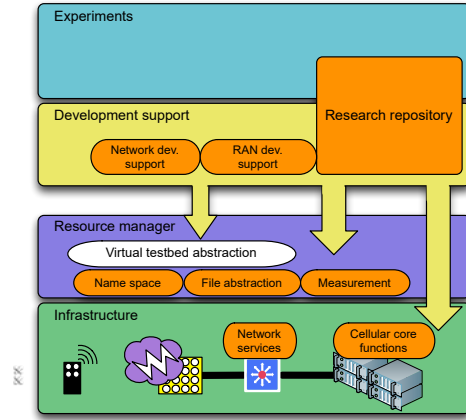 Experiments
Development support
Research repository
Network dev.
support
RAN dev.
support
Resource manager
Virtual testbed abstraction
Name space
File abstraction
Measurement
Infrastructure
Network
services
Cellular core
functions